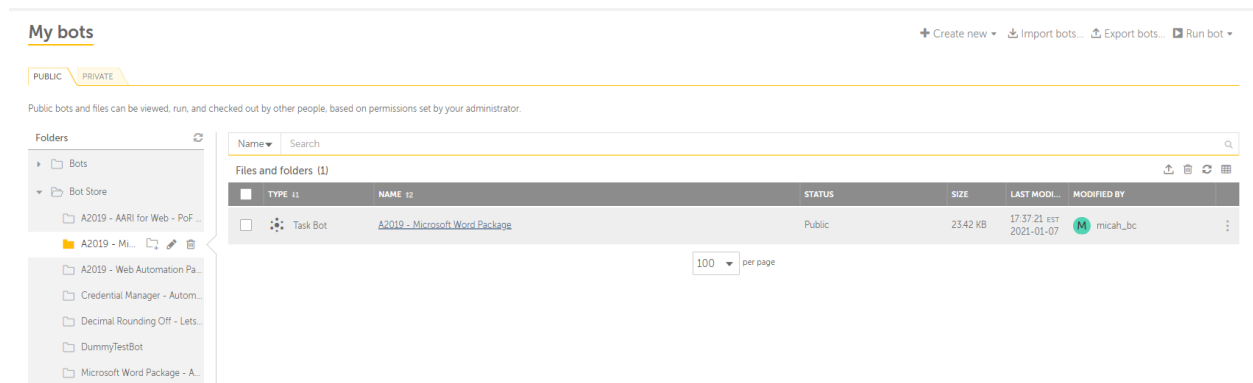 My bots
Create new
Import bots...
Export bots...
Run bot
PUBLIC
PRIVATE
Public bots and files can be viewed, run, and checked out by other people, based on permissions set by your administrator.
Folders
Name
Search
Bots
Files and folders (1)
TYPE
NAME
STATUS
SIZE
LAST MODI...
MODIFIED BY
Bot Store
A2019 - AARI for Web - PoF ...
Task Bot
A2019 - Microsoft Word Package
Public
23.42 KB
17:37:21 EST
2021-01-07
M
micah_bc
A2019 - Mi...
100
per page
A2019 - Web Automation Pa...
Credential Manager - Autom...
Decimal Rounding Off - Lets...
DummyTestBot
Microsoft Word Package - A...